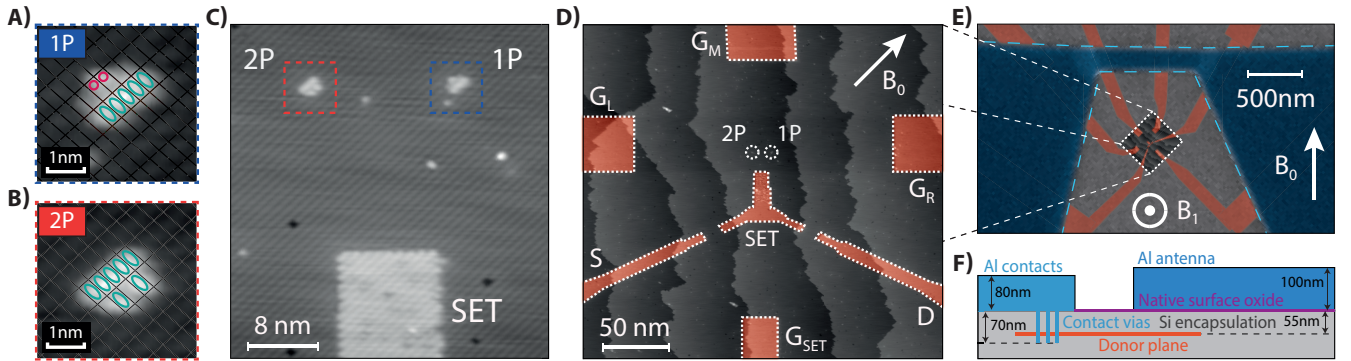 A)
1P
1nm
B)
2P
1nm
C)
2P
1P
SET
8 nm
D)
G_M
B_0
G_L
2P
1P
G_R
SET
S
D
G_SET
50 nm
E)
500nm
B_0
B_1
F)
Al contacts
Al antenna
80nm
100nm
Native surface oxide
70nm
Contact vias
Si encapsulation
55nm
Donor plane